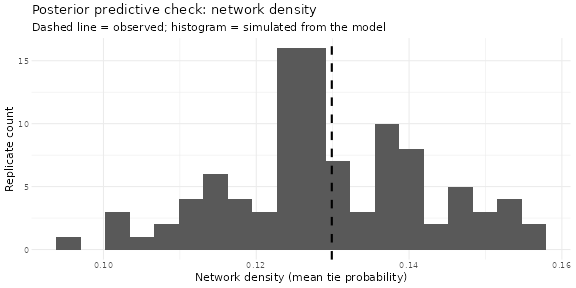 Posterior predictive check: network density
Dashed line = observed; histogram = simulated from the model
15
10
5
0
0.10 0.12 0.14 0.16
Network density (mean tie probability)
Replicate count